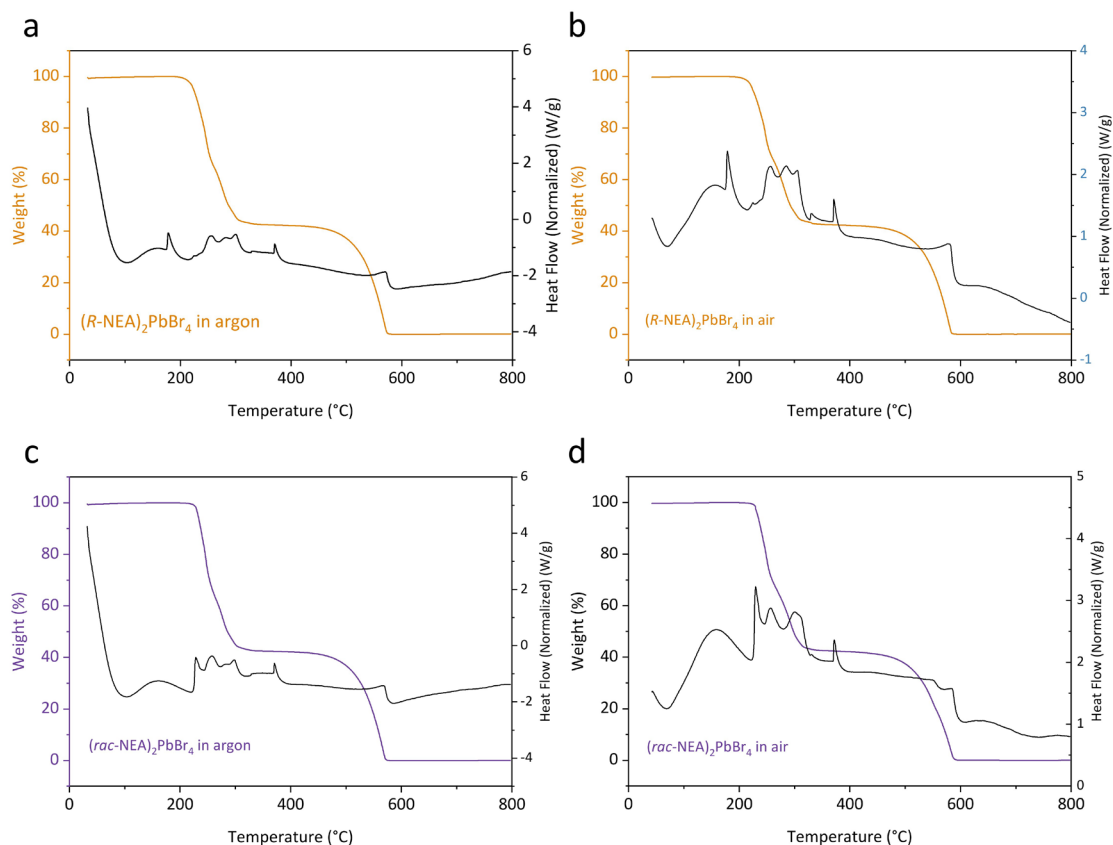 a
6
100
4
80
2
60
0
40
-2
20
0
-4
Weight (%)
Heat Flow (Normalized) (W/g)
(R-NEA)₂PbBr₄ in argon
0 200 400 600 800
Temperature (°C)
b
4
100
3
80
60
2
40
1
20
0
0
-1
Weight (%)
Heat Flow (Normalized) (W/g)
(R-NEA)₂PbBr₄ in air
0 200 400 600 800
Temperature (°C)
c
6
100
4
80
2
60
0
40
-2
20
0
-4
Weight (%)
Heat Flow (Normalized) (W/g)
(rac-NEA)₂PbBr₄ in argon
0 200 400 600 800
Temperature (°C)
d
5
100
4
80
3
60
40
2
20
1
0
0
Weight (%)
Heat Flow (Normalized) (W/g)
(rac-NEA)₂PbBr₄ in air
0 200 400 600 800
Temperature (°C)